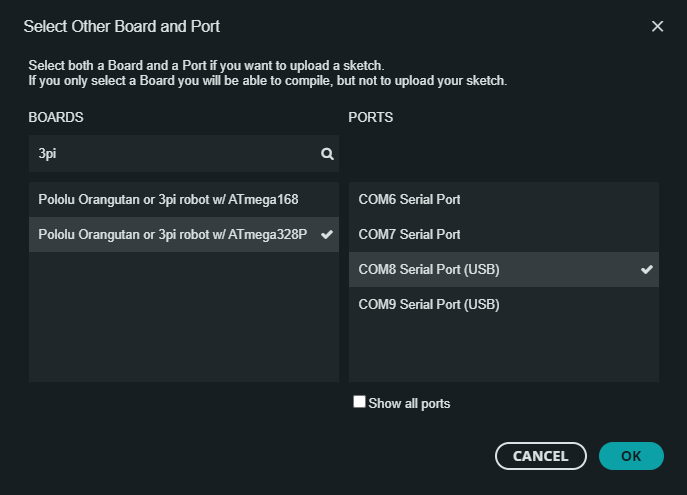 Select Other Board and Port
Select both a Board and a Port if you want to upload a sketch.
If you only select a Board you will be able to compile, but not to upload your sketch.
BOARDS
3pi
Pololu Orangutan or 3pi robot w/ ATmega168
Pololu Orangutan or 3pi robot w/ ATmega328P
PORTS
COM6 Serial Port
COM7 Serial Port
COM8 Serial Port (USB)
COM9 Serial Port (USB)
Show all ports
CANCEL
OK